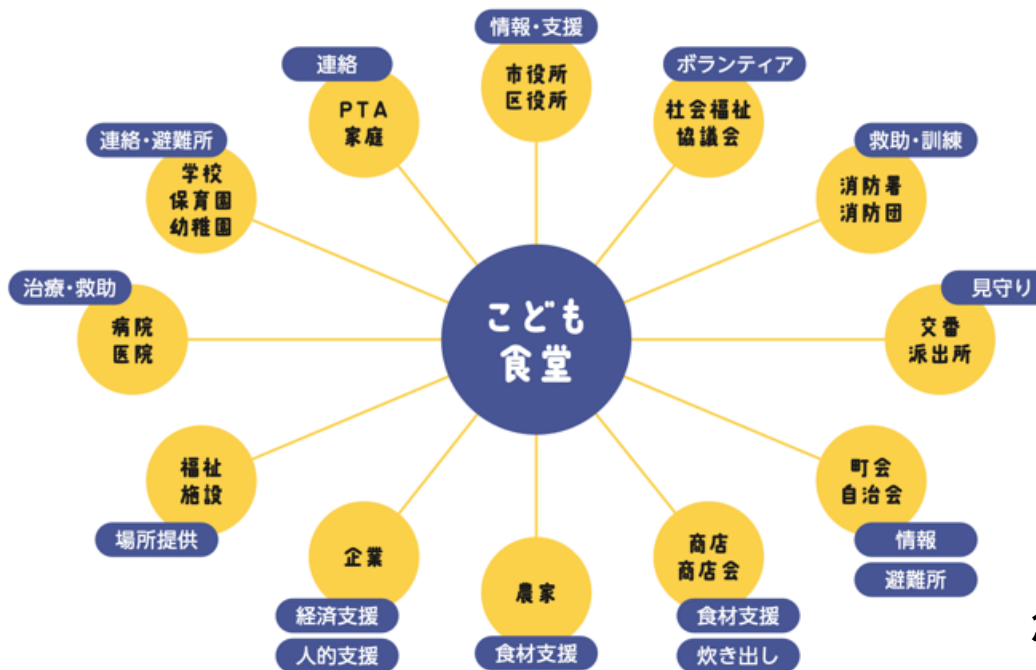 情報・支援
市役所
区役所
ボランティア
社会福祉
協議会
救助・訓練
消防署
消防団
見守り
交番
派出所
町会
自治会
情報
避難所
商店
商店会
食材支援
炊き出し
農家
食材支援
企業
経済支援
人的支援
福祉
施設
場所提供
治療・救助
病院
医院
連絡・避難所
学校
保育園
幼稚園
連絡
PTA
家庭
こども
食堂